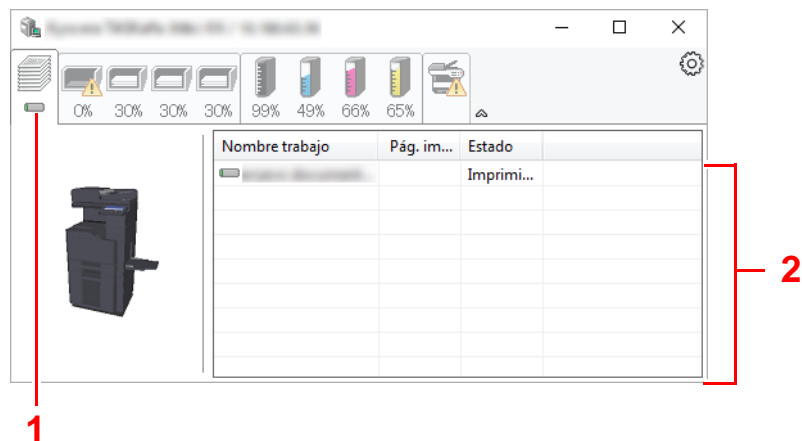 0% 30% 30% 30% 99% 49% 66% 65%
Nombre trabajo Pág. im... Estado
Imprimi...
2
1